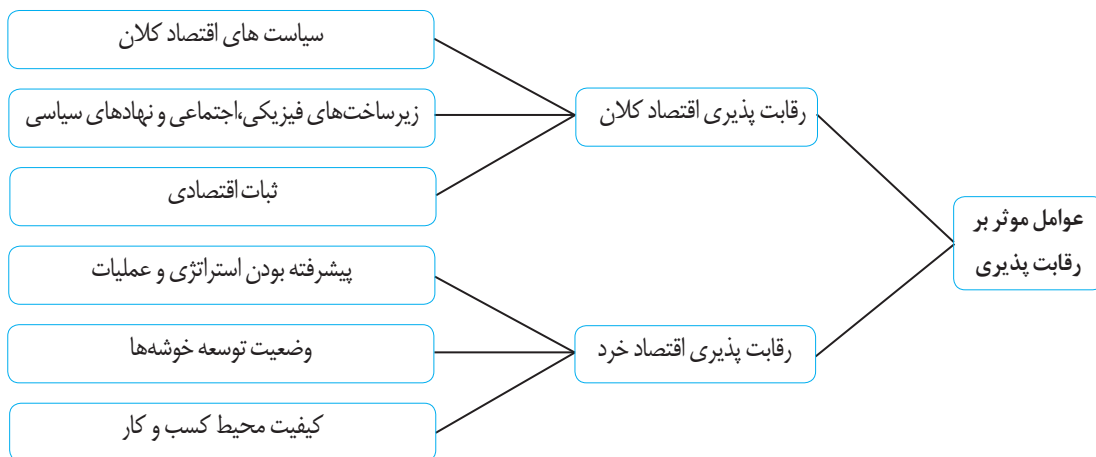 عوامل موثر بر
رقابت پذیری
رقابت پذیری اقتصاد کلان
سیاست های اقتصاد کلان
زیرساخت‌های فیزیکی،اجتماعی و نهادهای سیاسی
ثبات اقتصادی
رقابت پذیری اقتصاد خرد
پیشرفته بودن استراتژی و عملیات
وضعیت توسعه خوشه‌ها
کیفیت محیط کسب و کار